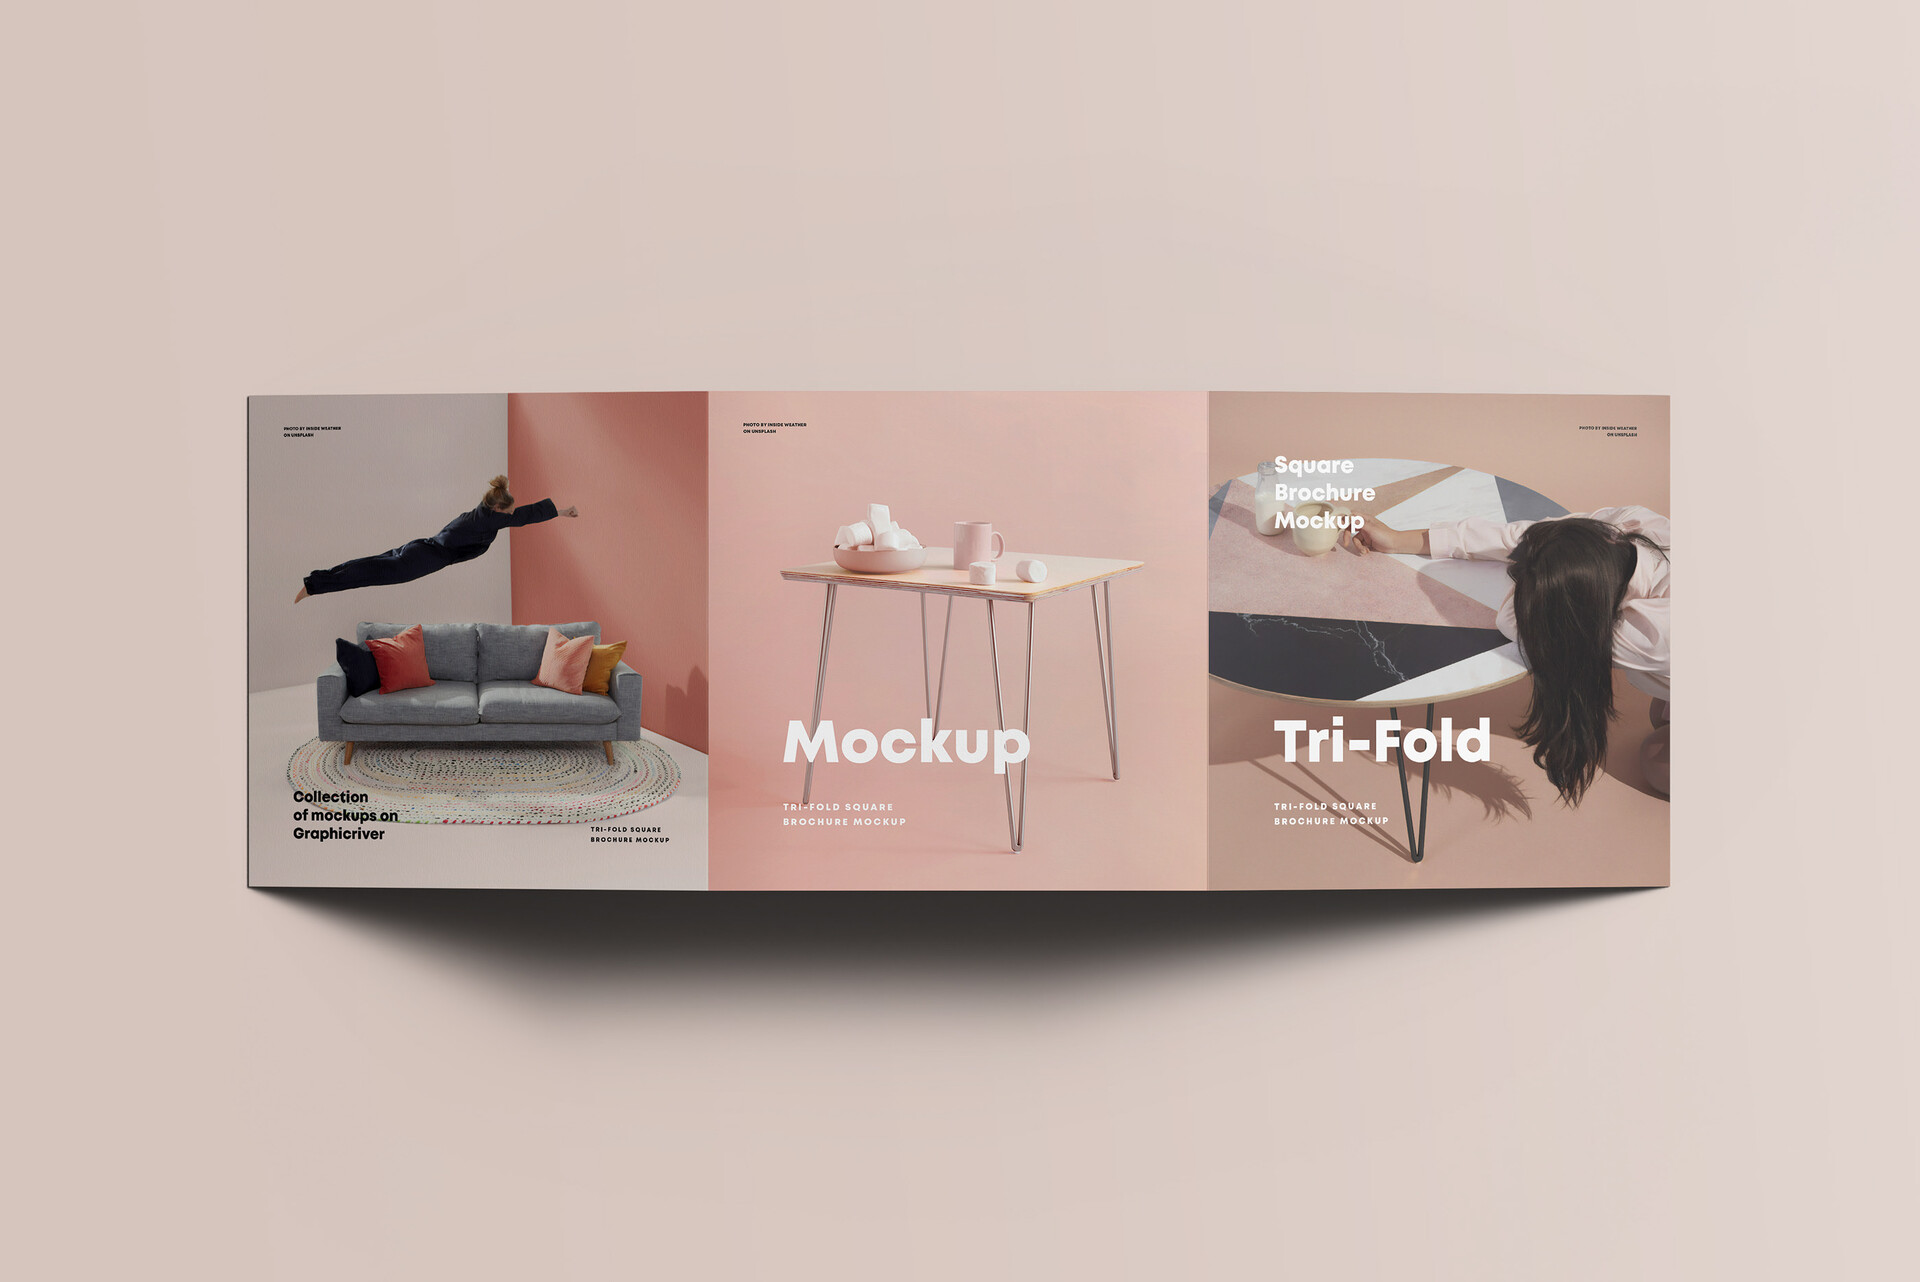 PHOTO BY INSIDE WEATHER
ON UNSPLASH
Collection
of mockups on
Graphicriver
TRI-FOLD SQUARE
BROCHURE MOCKUP
PHOTO BY INSIDE WEATHER
ON UNSPLASH
Mockup
TRI-FOLD SQUARE
BROCHURE MOCKUP
PHOTO BY INSIDE WEATHER
ON UNSPLASH
Square
Brochure
Mockup
Tri-Fold
TRI-FOLD SQUARE
BROCHURE MOCKUP